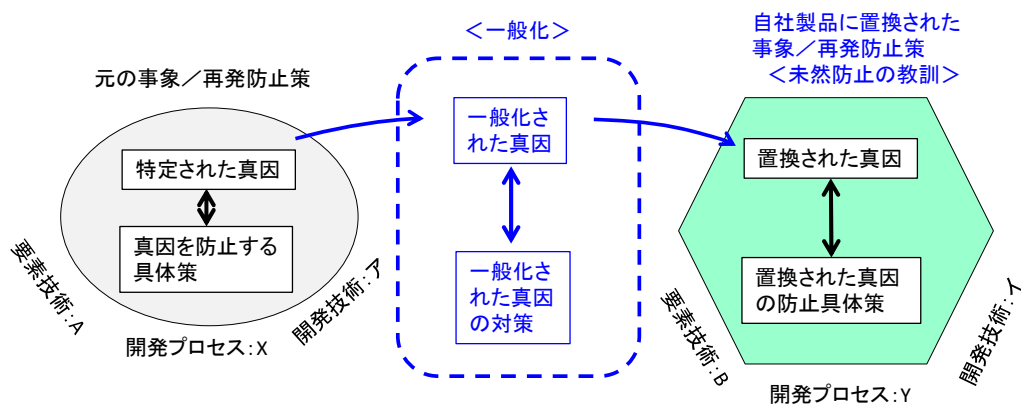 元の事象／再発防止策
特定された真因
真因を防止する
具体策
要素技術：A
開発プロセス：X
開発技術：ア
＜一般化＞
一般化さ
れた真因
一般化さ
れた真因
の対策
自社製品に置換された
事象／再発防止策
＜未然防止の教訓＞
置換された真因
置換された真因
の防止具体策
要素技術：B
開発プロセス：Y
開発技術：イ